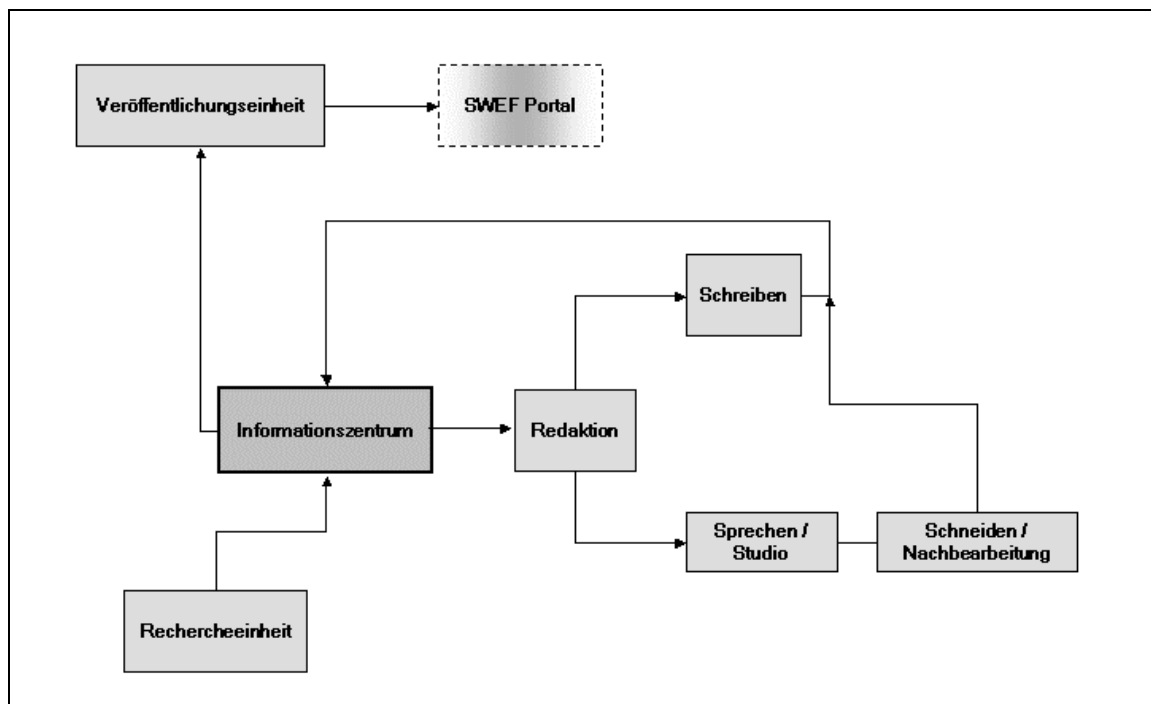 Veröffentlichungseinheit
SWEF Portal
Schreiben
Informationszentrum
Redaktion
Sprechen /
Studio
Schneiden /
Nachbearbeitung
Rechercheeinheit